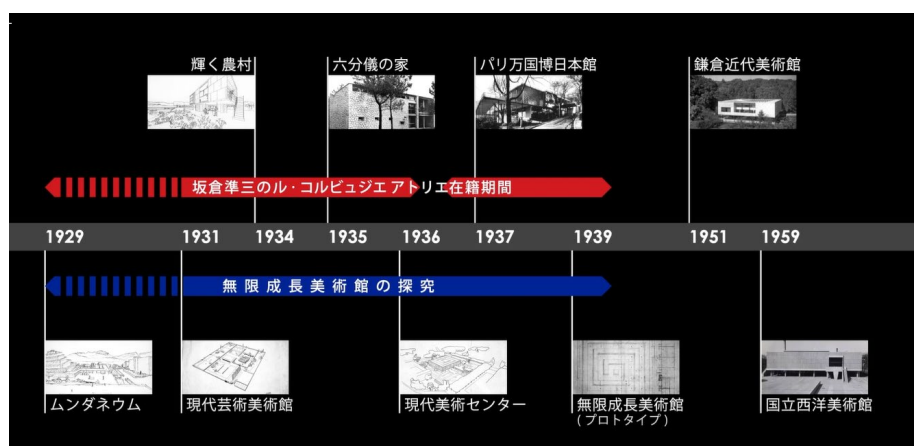 輝く農村
六分儀の家
パリ万国博日本館
鎌倉近代美術館
坂倉準三のル・コルビュジエアトリエ在籍期間
1929 1931 1934 1935 1936 1937 1939 1951 1959
無限成長美術館の探究
ムンダネウム
現代芸術美術館
現代美術センター
無限成長美術館
(プロトタイプ)
国立西洋美術館